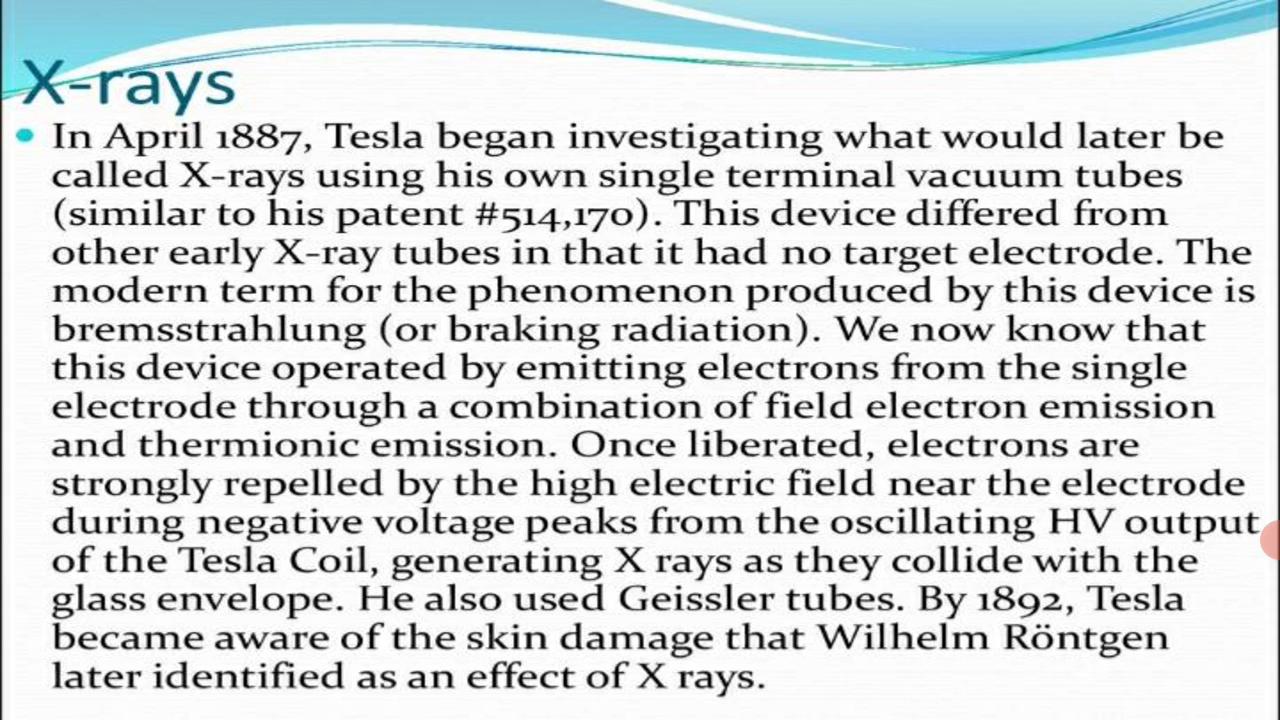 X-rays
• In April 1887, Tesla began investigating what would later be
called X-rays using his own single terminal vacuum tubes
(similar to his patent #514,170). This device differed from
other early X-ray tubes in that it had no target electrode. The
modern term for the phenomenon produced by this device is
bremsstrahlung (or braking radiation). We now know that
this device operated by emitting electrons from the single
electrode through a combination of field electron emission
and thermionic emission. Once liberated, electrons are
strongly repelled by the high electric field near the electrode
during negative voltage peaks from the oscillating HV output
of the Tesla Coil, generating X rays as they collide with the
glass envelope. He also used Geissler tubes. By 1892, Tesla
became aware of the skin damage that Wilhelm Röntgen
later identified as an effect of X rays.